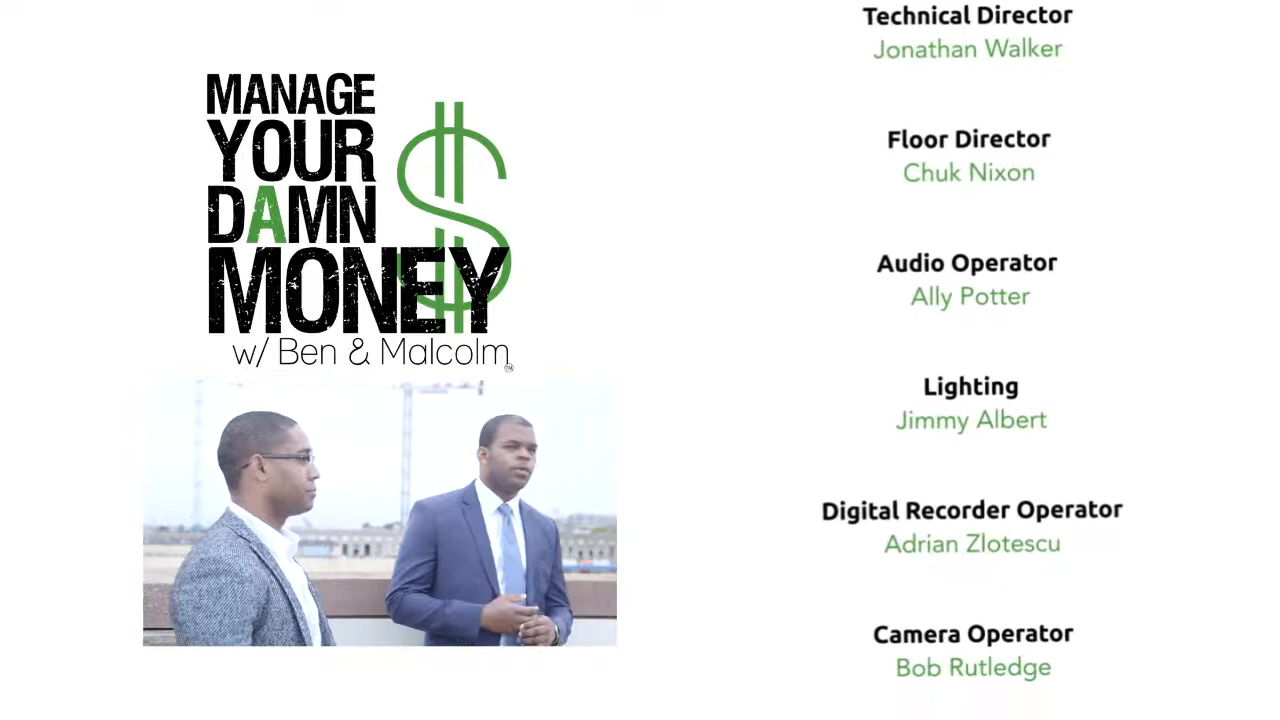 MANAGE
YOUR
DAMN
MONEY
w/ Ben & Malcolm
TM
Technical Director
Jonathan Walker
Floor Director
Chuk Nixon
Audio Operator
Ally Potter
Lighting
Jimmy Albert
Digital Recorder Operator
Adrian Zlotescu
Camera Operator
Bob Rutledge